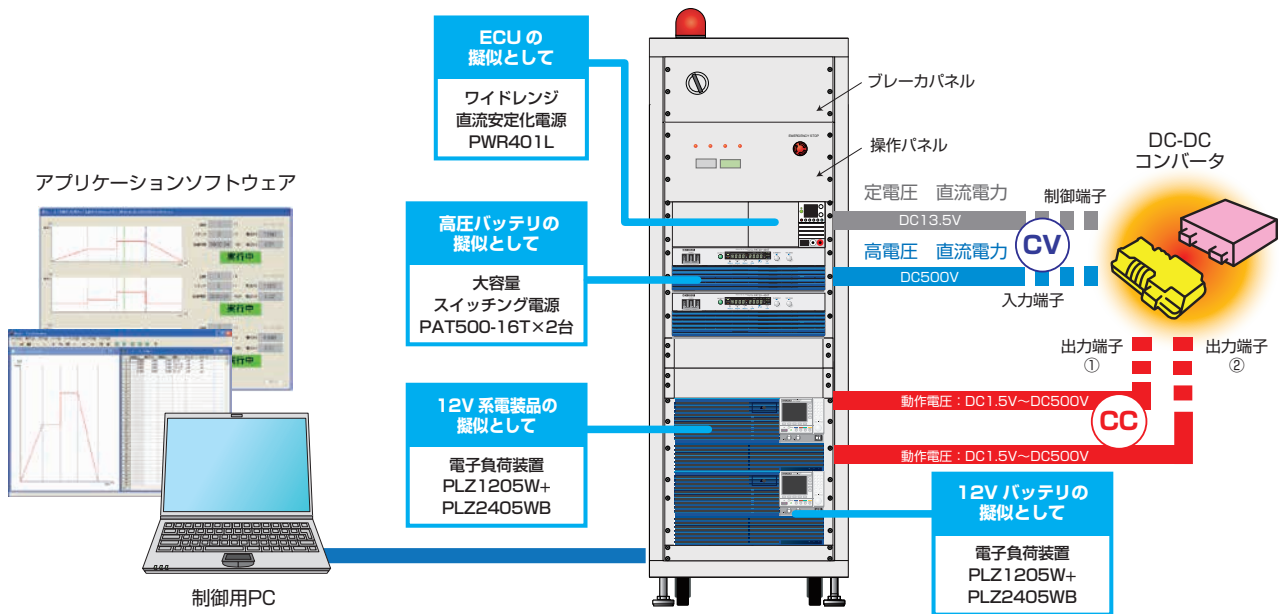 ECU の
擬似として
ワイドレンジ
直流安定化電源
PWR401L
ブレーカパネル
EMERGENCY STOP
操作パネル
DC-DC
コンバータ
アプリケーションソフトウェア
実行中
実行中
実行中
高圧バッテリの
擬似として
大容量
スイッチング電源
PAT500-16T×2台
定電圧 直流電力
制御端子
DC13.5V
高電圧 直流電力
CV
DC500V
入力端子
出力端子
①
出力端子
②
12V 系電装品の
擬似として
電子負荷装置
PLZ1205W+
PLZ2405WB
動作電圧：DC1.5V～DC500V
CC
動作電圧：DC1.5V～DC500V
12V バッテリの
擬似として
電子負荷装置
PLZ1205W+
PLZ2405WB
制御用PC